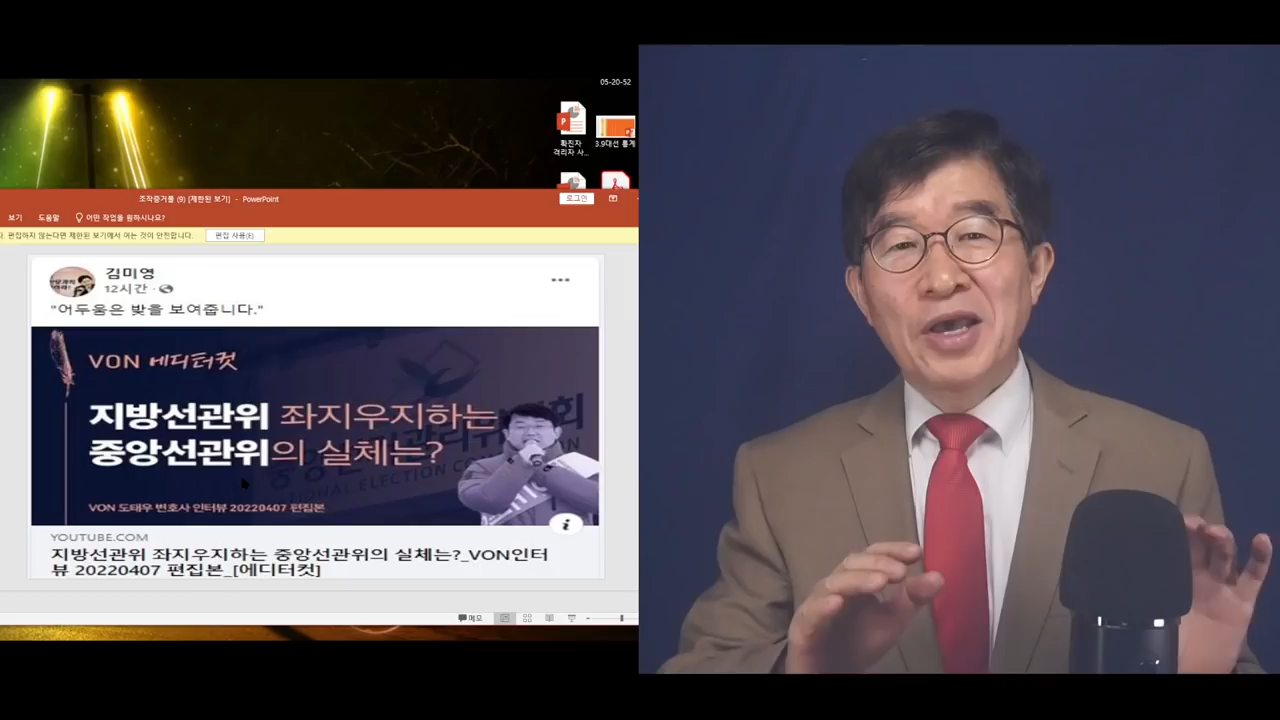 05-20-52
확진자
격리자 사...
3.9대선 통계
조작증거들 (9) [제한된 보기] - PowerPoint
로그인
보기 도움말 어떤 작업을 원하시나요?
편집하지 않는다면 제한된 보기에서 여는 것이 안전합니다. 편집 사용(E)
김미영
12시간 ·
"어두움은 빛을 보여줍니다."
VON 에디터컷
지방선관위 좌지우지하는
중앙선관위의 실체는?
VON 도태우 변호사 인터뷰 20220407 편집본
YOUTUBE.COM
지방선관위 좌지우지하는 중앙선관위의 실체는?_VON인터
뷰 20220407 편집본_[에디터컷]
메모